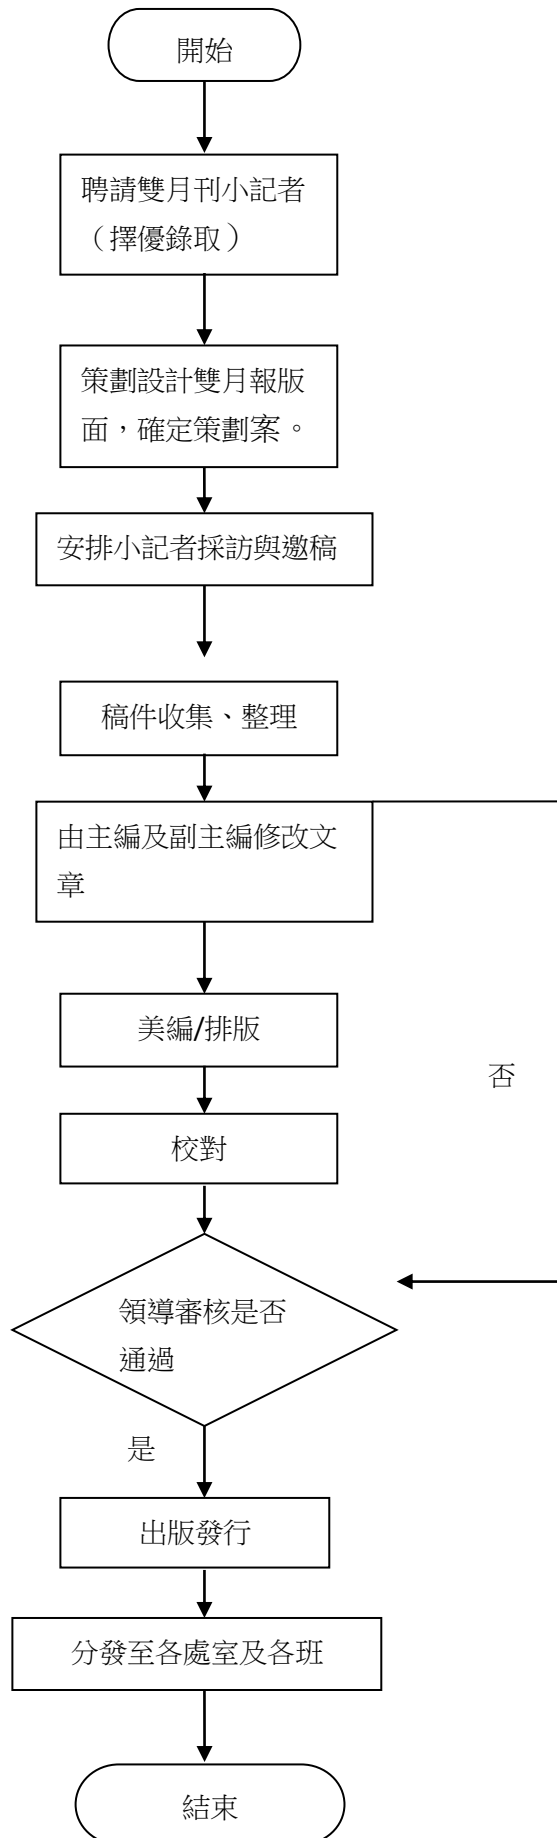 開始
聘請雙月刊小記者
（擇優錄取）
策劃設計雙月報版
面，確定策劃案。
安排小記者採訪與邀稿
稿件收集、整理
由主編及副主編修改文
章
美編/排版
否
校對
領導審核是否
通過
是
出版發行
分發至各處室及各班
結束